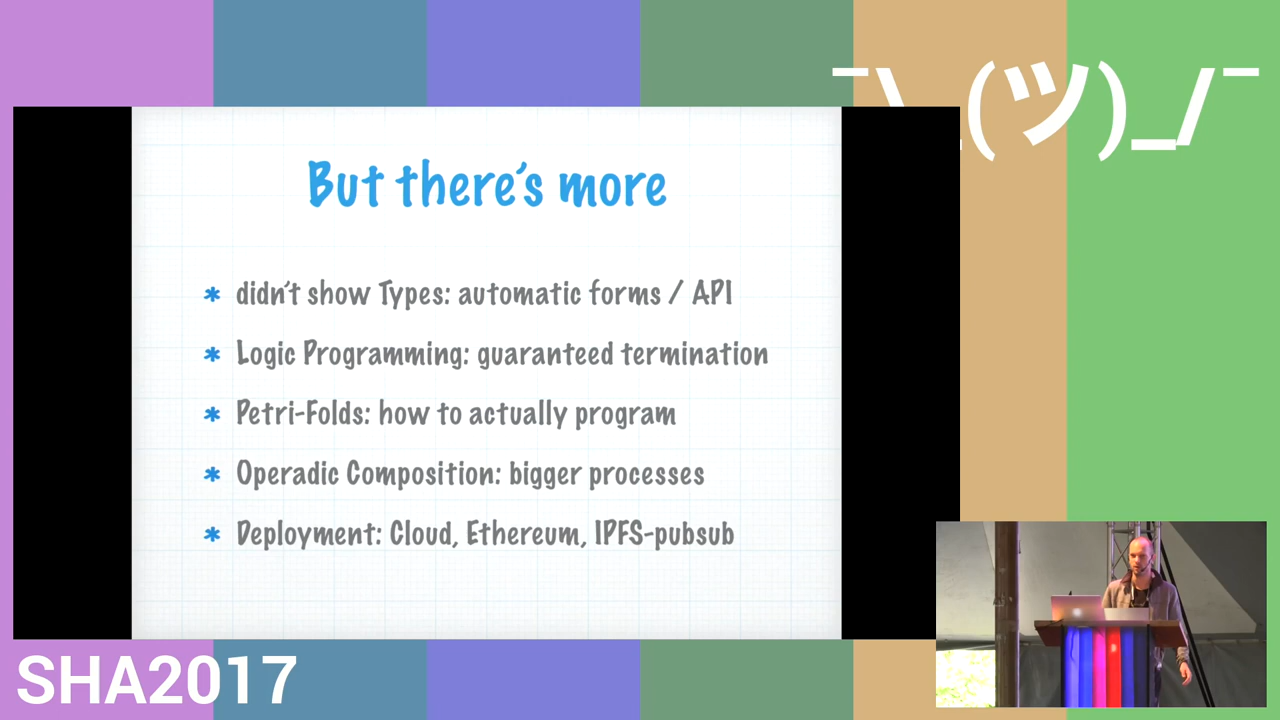 ¯\_(ツ)_/¯
But there's more
* didn't show Types: automatic forms / API
* Logic Programming: guaranteed termination
* Petri-Folds: how to actually program
* Operadic Composition: bigger processes
* Deployment: Cloud, Ethereum, IPFS-pubsub
SHA2017